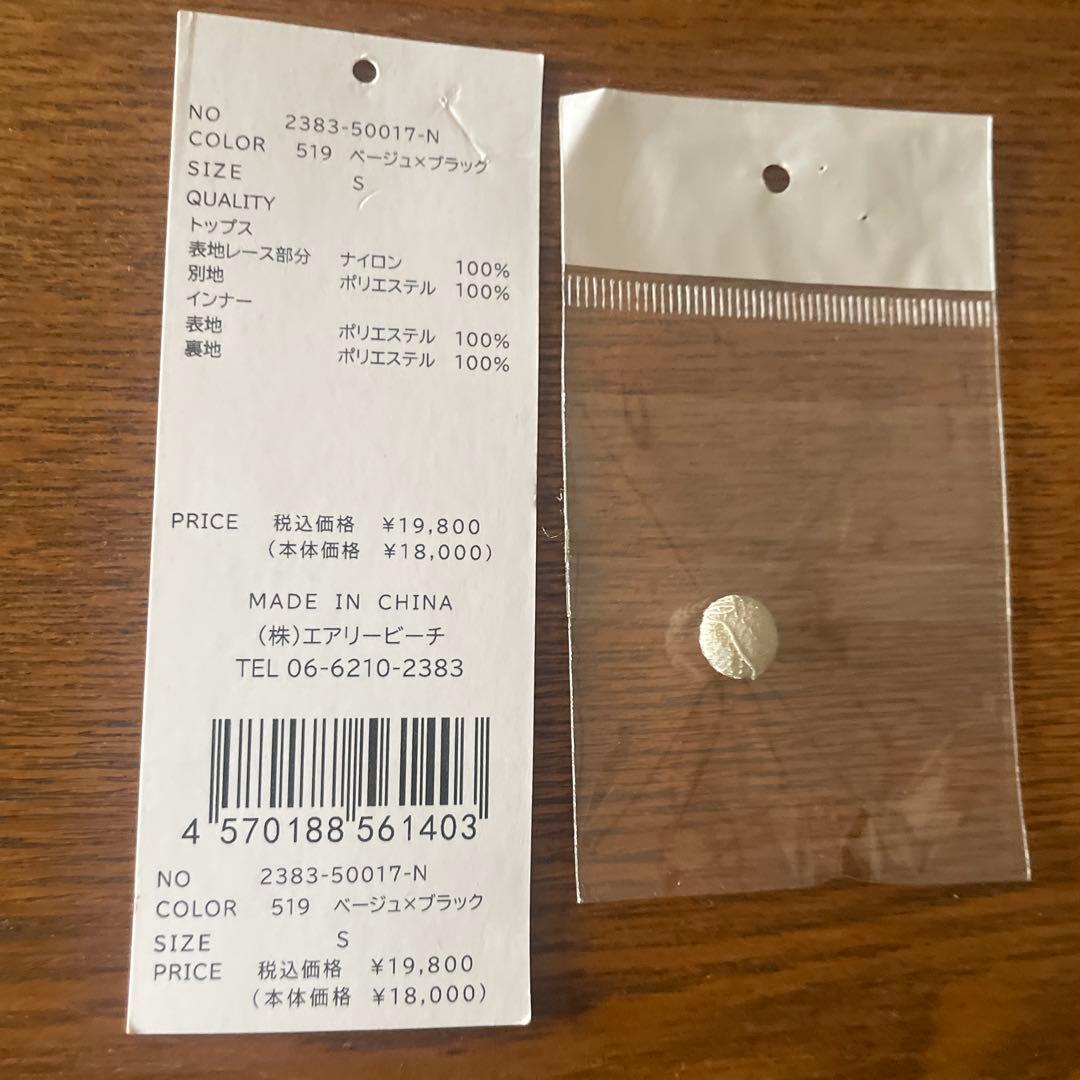 NO 2383-50017-N
COLOR 519 ベージュ×ブラック
SIZE S
QUALITY
トップス
表地レース部分 ナイロン 100%
別地 ポリエステル 100%
インナー
表地 ポリエステル 100%
裏地 ポリエステル 100%
PRICE 税込価格 ¥19,800
(本体価格 ¥18,000)
MADE IN CHINA
(株)エアリービーチ
TEL 06-6210-2383
4 570188 561403
NO 2383-50017-N
COLOR 519 ベージュ×ブラック
SIZE S
PRICE 税込価格 ¥19,800
(本体価格 ¥18,000)